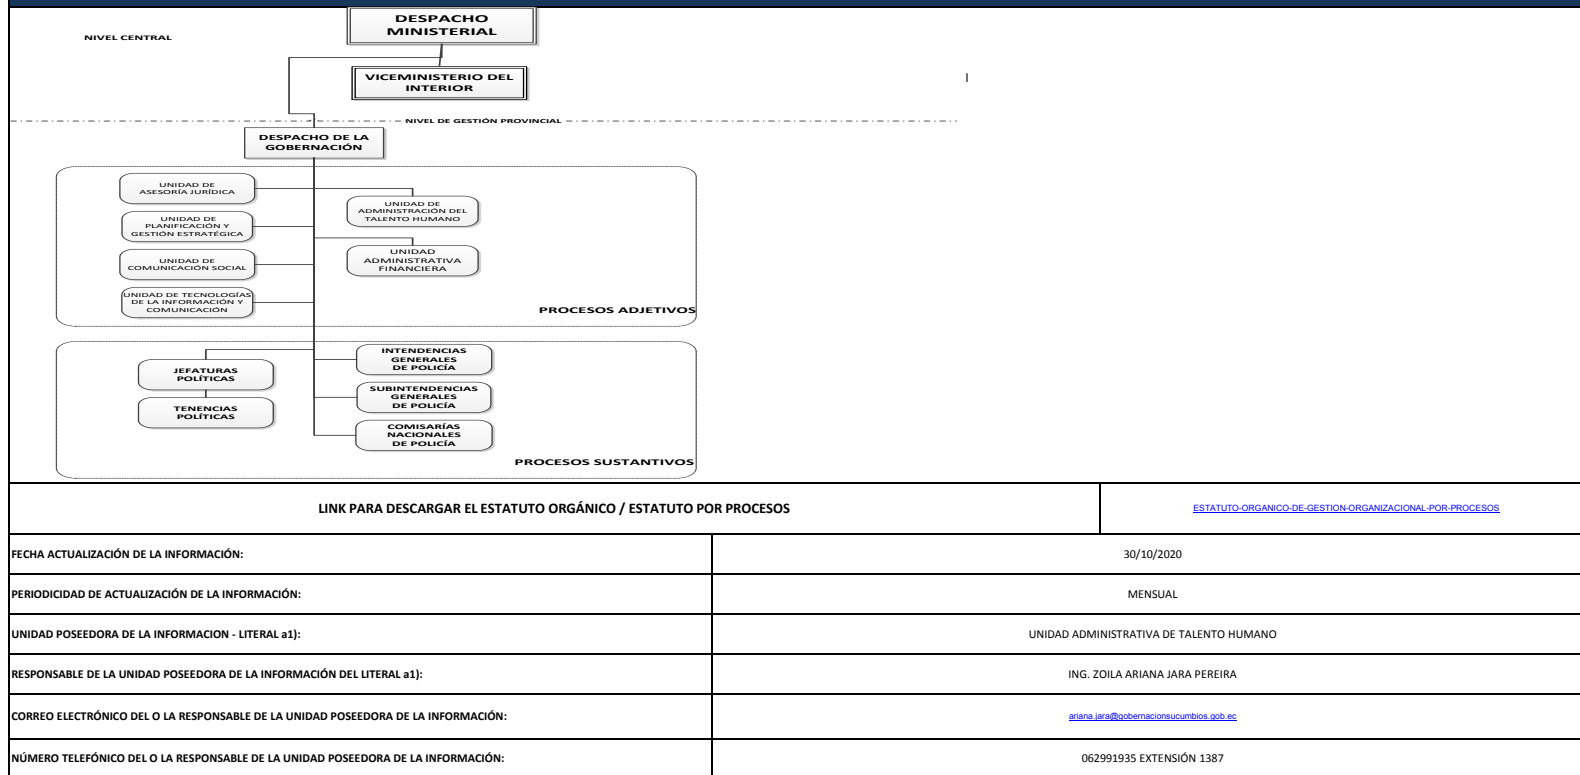 DESPACHO
MINISTERIAL
NIVEL CENTRAL
VICEMINISTERIO DEL
INTERIOR
NIVEL DE GESTIÓN PROVINCIAL
DESPACHO DE LA
GOBERNACIÓN
UNIDAD DE
ASESORÍA JURÍDICA
UNIDAD DE
ADMINISTRACIÓN DEL
TALENTO HUMANO
UNIDAD DE
PLANIFICACIÓN Y
GESTIÓN ESTRATÉGICA
UNIDAD
ADMINISTRATIVA
FINANCIERA
UNIDAD DE
COMUNICACIÓN SOCIAL
UNIDAD DE TECNOLOGÍAS
DE LA INFORMACIÓN Y
COMUNICACIÓN
PROCESOS ADJETIVOS
INTENDENCIAS
GENERALES
DE POLICÍA
JEFATURAS
POLÍTICAS
SUBINTENDENCIAS
GENERALES
DE POLICÍA
TENENCIAS
POLÍTICAS
COMISARÍAS
NACIONALES
DE POLICÍA
PROCESOS SUSTANTIVOS
LINK PARA DESCARGAR EL ESTATUTO ORGÁNICO / ESTATUTO POR PROCESOS
ESTATUTO-ORGANICO-DE-GESTION-ORGANIZACIONAL-POR-PROCESOS
FECHA ACTUALIZACIÓN DE LA INFORMACIÓN:
30/10/2020
PERIODICIDAD DE ACTUALIZACIÓN DE LA INFORMACIÓN:
MENSUAL
UNIDAD POSEEDORA DE LA INFORMACION - LITERAL a1):
UNIDAD ADMINISTRATIVA DE TALENTO HUMANO
RESPONSABLE DE LA UNIDAD POSEEDORA DE LA INFORMACIÓN DEL LITERAL a1):
ING. ZOILA ARIANA JARA PEREIRA
CORREO ELECTRÓNICO DEL O LA RESPONSABLE DE LA UNIDAD POSEEDORA DE LA INFORMACIÓN:
ariana.jara@gobernacionsucumbios.gob.ec
NÚMERO TELEFÓNICO DEL O LA RESPONSABLE DE LA UNIDAD POSEEDORA DE LA INFORMACIÓN:
062991935 EXTENSIÓN 1387